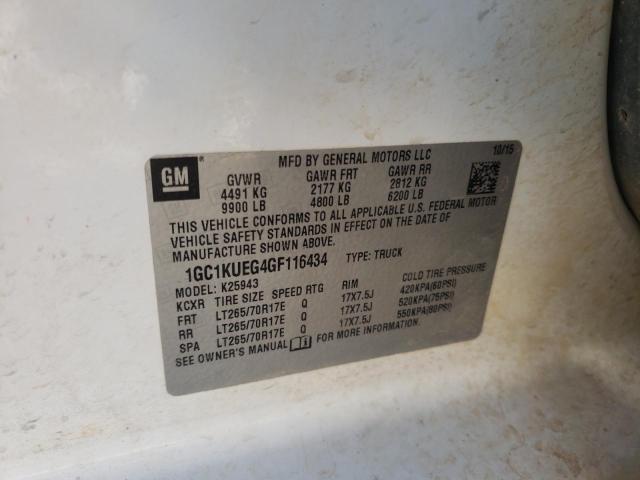 GM
MFD BY GENERAL MOTORS LLC 10/15
GVWR GAWR FRT GAWR RR
4491 KG 2177 KG 2812 KG
9900 LB 4800 LB 6200 LB
THIS VEHICLE CONFORMS TO ALL APPLICABLE U.S. FEDERAL MOTOR
VEHICLE SAFETY STANDARDS IN EFFECT ON THE DATE OF
MANUFACTURE SHOWN ABOVE.
1GC1KUEG4GF116434 TYPE: TRUCK
MODEL: K25943
KCXR TIRE SIZE SPEED RTG RIM COLD TIRE PRESSURE
FRT LT265/70R17E Q 17X7.5J 420KPA(60PSI)
RR LT265/70R17E Q 17X7.5J 520KPA(75PSI)
SPA LT265/70R17E Q 17X7.5J 550KPA(80PSI)
SEE OWNER'S MANUAL FOR MORE INFORMATION